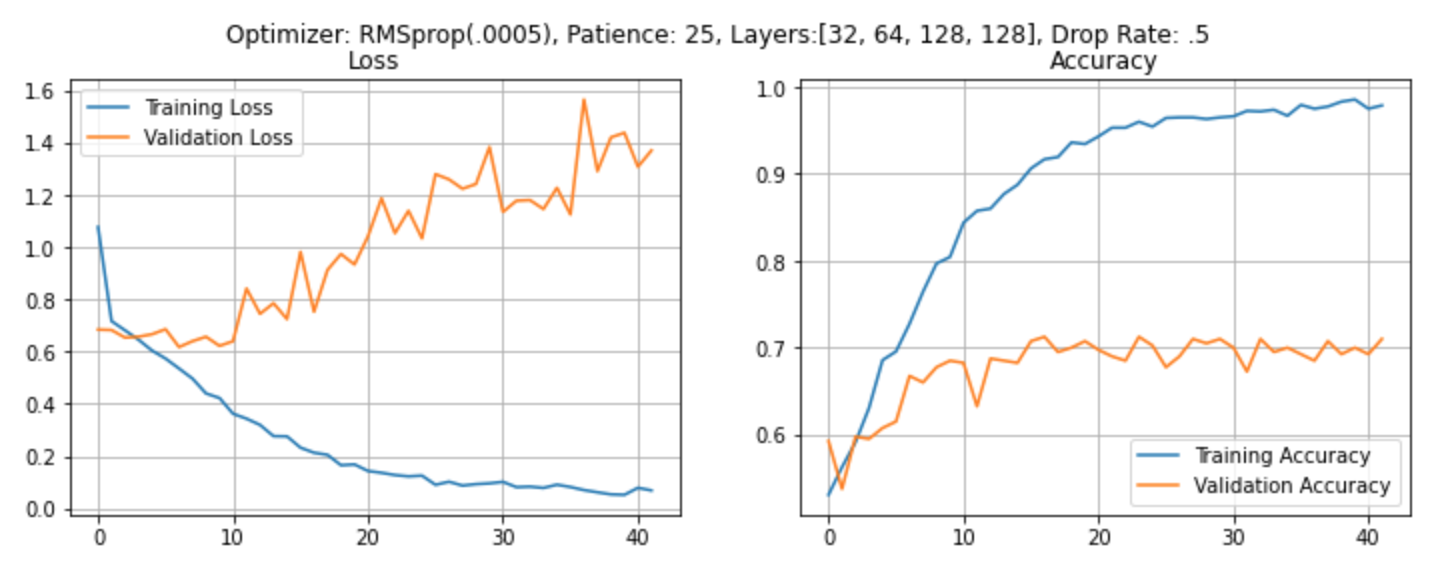 Optimizer: RMSprop(.0005), Patience: 25, Layers:[32, 64, 128, 128], Drop Rate: .5
Loss
1.6
1.4
1.2
1.0
0.8
0.6
0.4
0.2
0.0
Training Loss
Validation Loss
0 10 20 30 40
Accuracy
1.0
0.9
0.8
0.7
0.6
Training Accuracy
Validation Accuracy
0 10 20 30 40